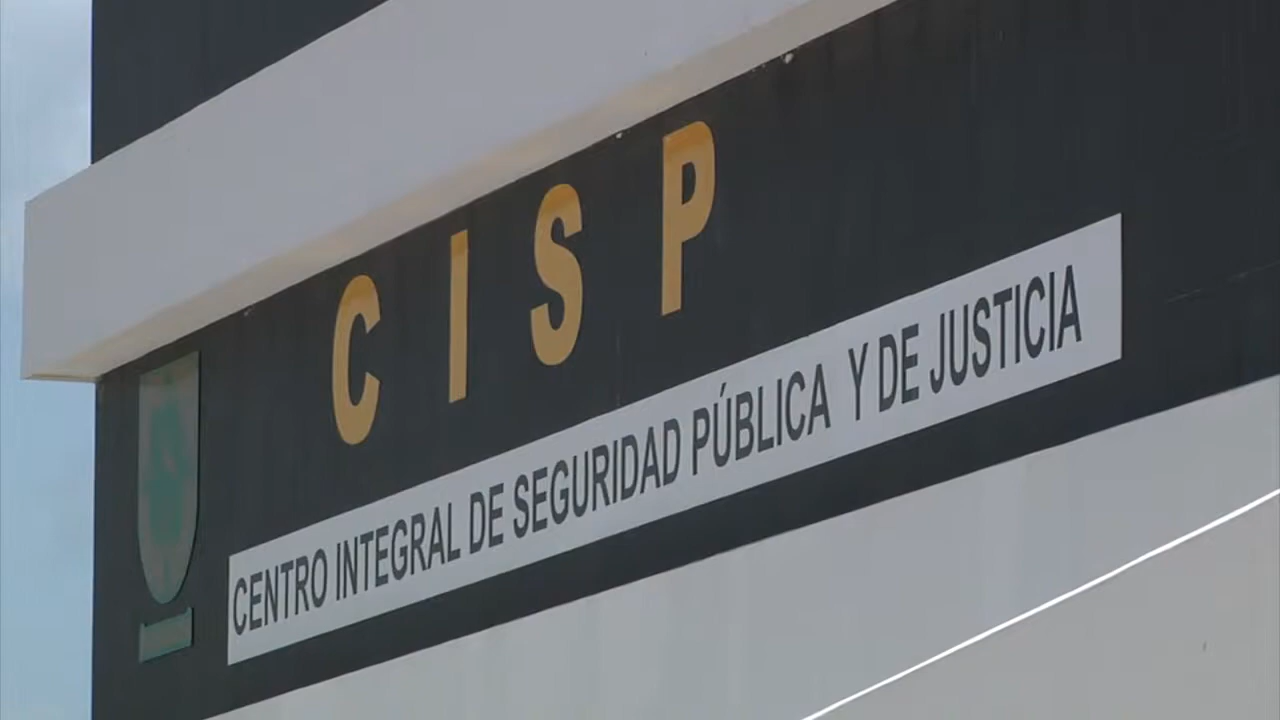 CISP
CENTRO INTEGRAL DE SEGURIDAD PÚBLICA Y DE JUSTICIA